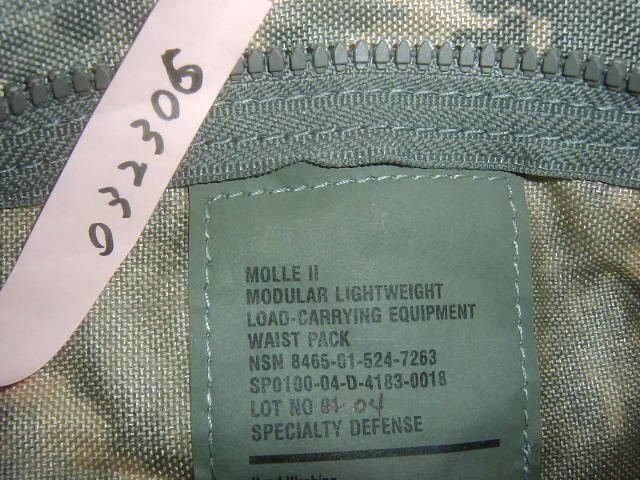 032306
MOLLE II
MODULAR LIGHTWEIGHT
LOAD-CARRYING EQUIPMENT
WAIST PACK
NSN 8465-01-524-7263
SP0100-04-D-4183-0018
LOT NO 01 04
SPECIALTY DEFENSE